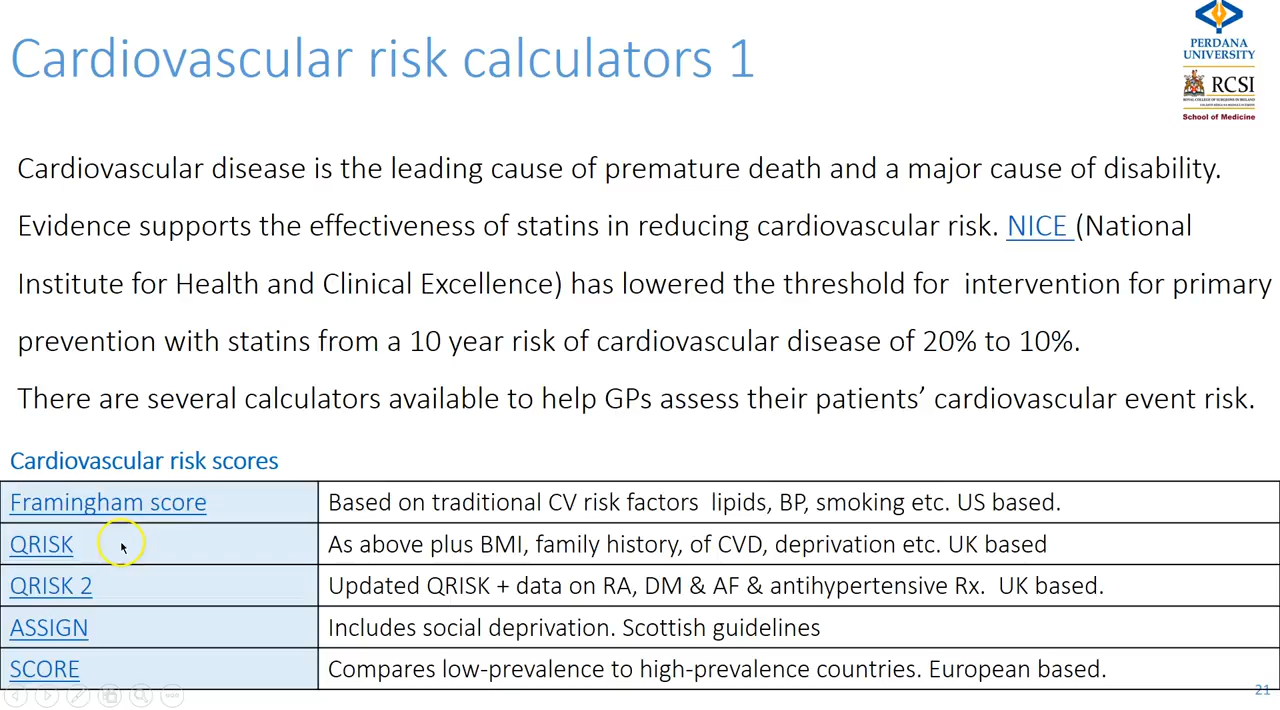 Cardiovascular risk calculators 1
PERDANA
UNIVERSITY
RCSI
School of Medicine
Cardiovascular disease is the leading cause of premature death and a major cause of disability.
Evidence supports the effectiveness of statins in reducing cardiovascular risk. NICE (National
Institute for Health and Clinical Excellence) has lowered the threshold for intervention for primary
prevention with statins from a 10 year risk of cardiovascular disease of 20% to 10%.
There are several calculators available to help GPs assess their patients’ cardiovascular event risk.
Cardiovascular risk scores
Framingham score Based on traditional CV risk factors lipids, BP, smoking etc. US based.
QRISK As above plus BMI, family history, of CVD, deprivation etc. UK based
QRISK 2 Updated QRISK + data on RA, DM & AF & antihypertensive Rx. UK based.
ASSIGN Includes social deprivation. Scottish guidelines
SCORE Compares low-prevalence to high-prevalence countries. European based.
21